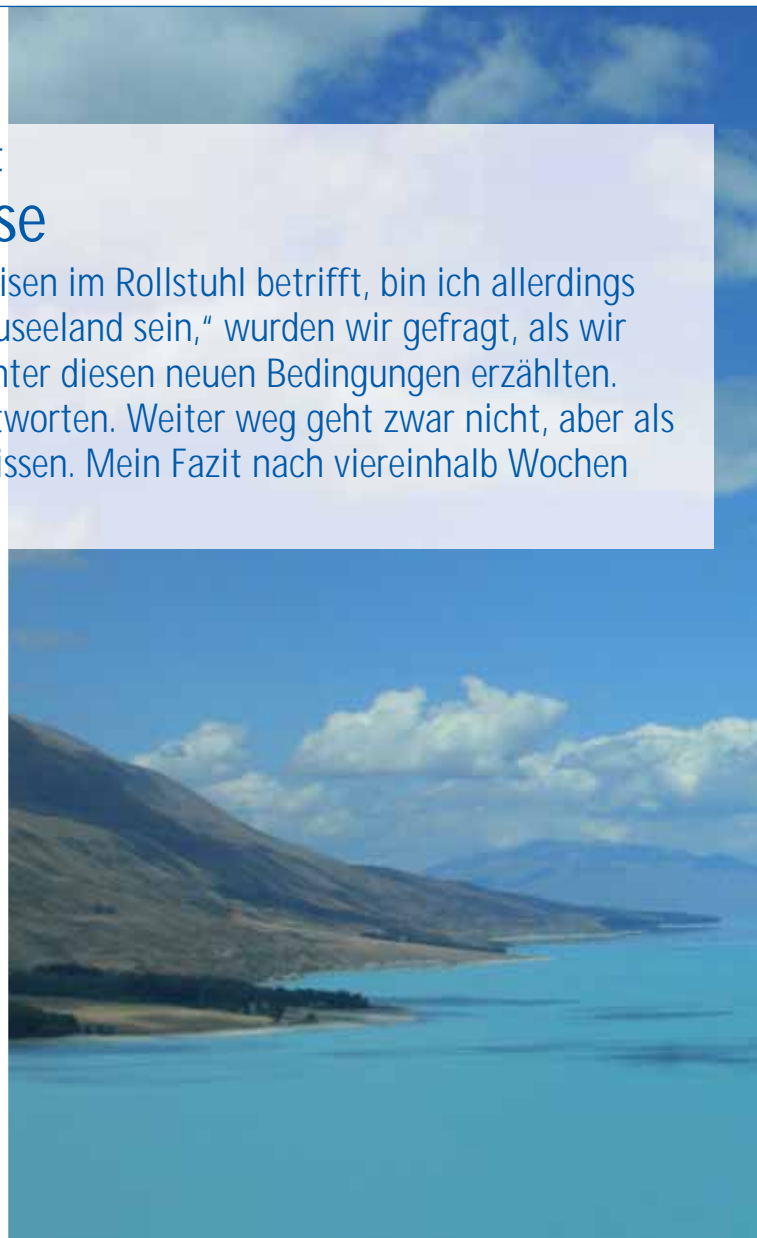 t
se
isen im Rollstuhl betrifft, bin ich allerdings
useeland sein,“ wurden wir gefragt, als wir
nter diesen neuen Bedingungen erzählten.
tworten. Weiter weg geht zwar nicht, aber als
issen. Mein Fazit nach viereinhalb Wochen